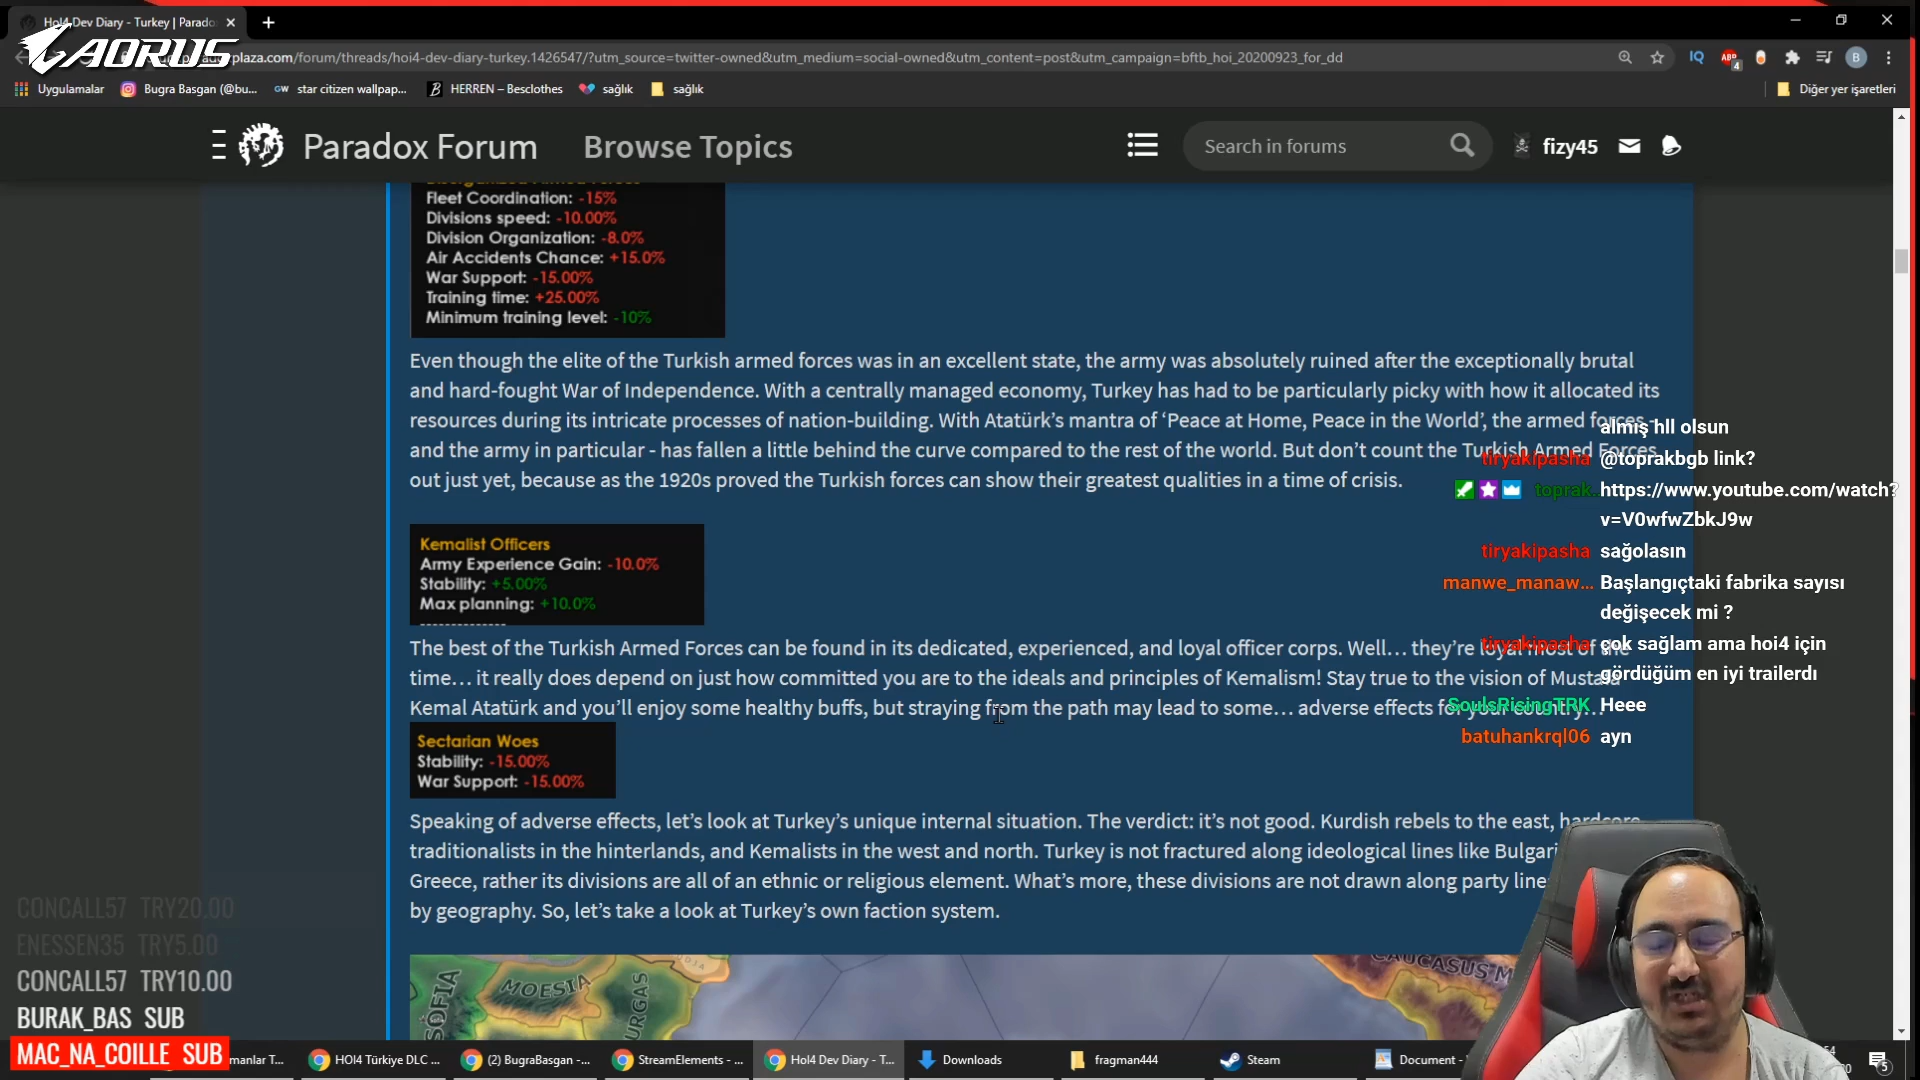 HoI4 Dev Diary - Turkey | Parado
AORUS
plaza.com/forum/threads/hoi4-dev-diary-turkey.1426547/?utm_source=twitter-owned&utm_medium=social-owned&utm_content=post&utm_campaign=bftb_hoi_20200923_for_dd
IQ
ABP
4
B
Uygulamalar
Bugra Basgan (@bu...
GW
star citizen wallpap...
B
HERREN – Besclothes
sağlık
sağlık
Diğer yer işaretleri
Paradox Forum
Browse Topics
Search in forums
fizy45
Fleet Coordination: -15%
Divisions speed: -10.00%
Division Organization: -8.0%
Air Accidents Chance: +15.0%
War Support: -15.00%
Training time: +25.00%
Minimum training level: -10%
Even though the elite of the Turkish armed forces was in an excellent state, the army was absolutely ruined after the exceptionally brutal
and hard-fought War of Independence. With a centrally managed economy, Turkey has had to be particularly picky with how it allocated its
resources during its intricate processes of nation-building. With Atatürk’s mantra of ‘Peace at Home, Peace in the World’, the armed forces -
and the army in particular - has fallen a little behind the curve compared to the rest of the world. But don’t count the Turkish Armed Forces
out just yet, because as the 1920s proved the Turkish forces can show their greatest qualities in a time of crisis.
Kemalist Officers
Army Experience Gain: -10.0%
Stability: +5.00%
Max planning: +10.0%
--------------
The best of the Turkish Armed Forces can be found in its dedicated, experienced, and loyal officer corps. Well… they’re loyal most of the
time… it really does depend on just how committed you are to the ideals and principles of Kemalism! Stay true to the vision of Mustafa
Kemal Atatürk and you’ll enjoy some healthy buffs, but straying from the path may lead to some… adverse effects for your country…
Sectarian Woes
Stability: -15.00%
War Support: -15.00%
Speaking of adverse effects, let’s look at Turkey’s unique internal situation. The verdict: it’s not good. Kurdish rebels to the east, hardcore
traditionalists in the hinterlands, and Kemalists in the west and north. Turkey is not fractured along ideological lines like Bulgari
Greece, rather its divisions are all of an ethnic or religious element. What’s more, these divisions are not drawn along party line
by geography. So, let’s take a look at Turkey’s own faction system.
SOFIA
MOESIA
BURGAS
CAUCASUS M
almış hll olsun
tiryakipasha @toprakbgb link?
toprak... https://www.youtube.com/watch?
v=V0wfwZbkJ9w
tiryakipasha sağolasın
manwe_manaw... Başlangıçtaki fabrika sayısı
değişecek mi ?
tiryakipasha çok sağlam ama hoi4 için
gördüğüm en iyi trailerdı
SoulsRisingTRK Heee
batuhankrql06 ayn
CONCALL57 TRY20.00
ENESSEN35 TRY5.00
CONCALL57 TRY10.00
BURAK_BAS SUB
MAC_NA_COILLE SUB
manlar T...
HOI4 Türkiye DLC ...
(2) BugraBasgan -...
StreamElements - ...
HoI4 Dev Diary - T...
Downloads
fragman444
Steam
Document -
5